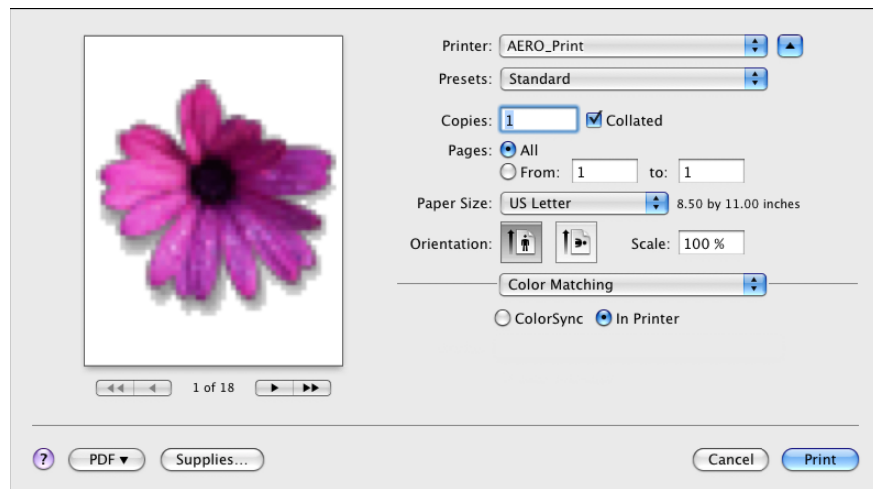 Printer: AERO_Print
Presets: Standard
Copies: 1 Collated
Pages: All
From: 1 to: 1
Paper Size: US Letter 8.50 by 11.00 inches
Orientation: Scale: 100 %
Color Matching
ColorSync In Printer
1 of 18
? PDF▼ Supplies... Cancel Print